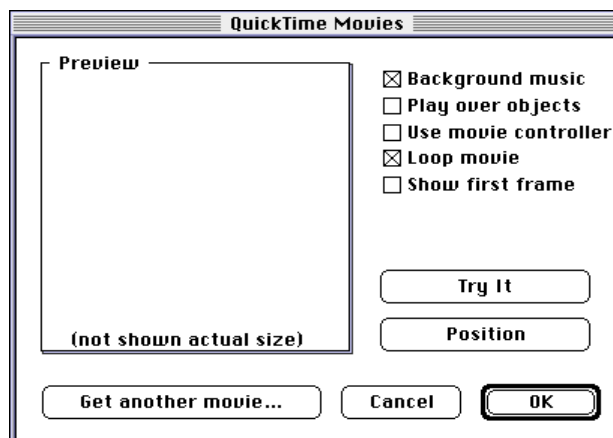 QuickTime Movies
Preview
(not shown actual size)
Background music
Play over objects
Use movie controller
Loop movie
Show first frame
Try It
Position
Get another movie...
Cancel
OK